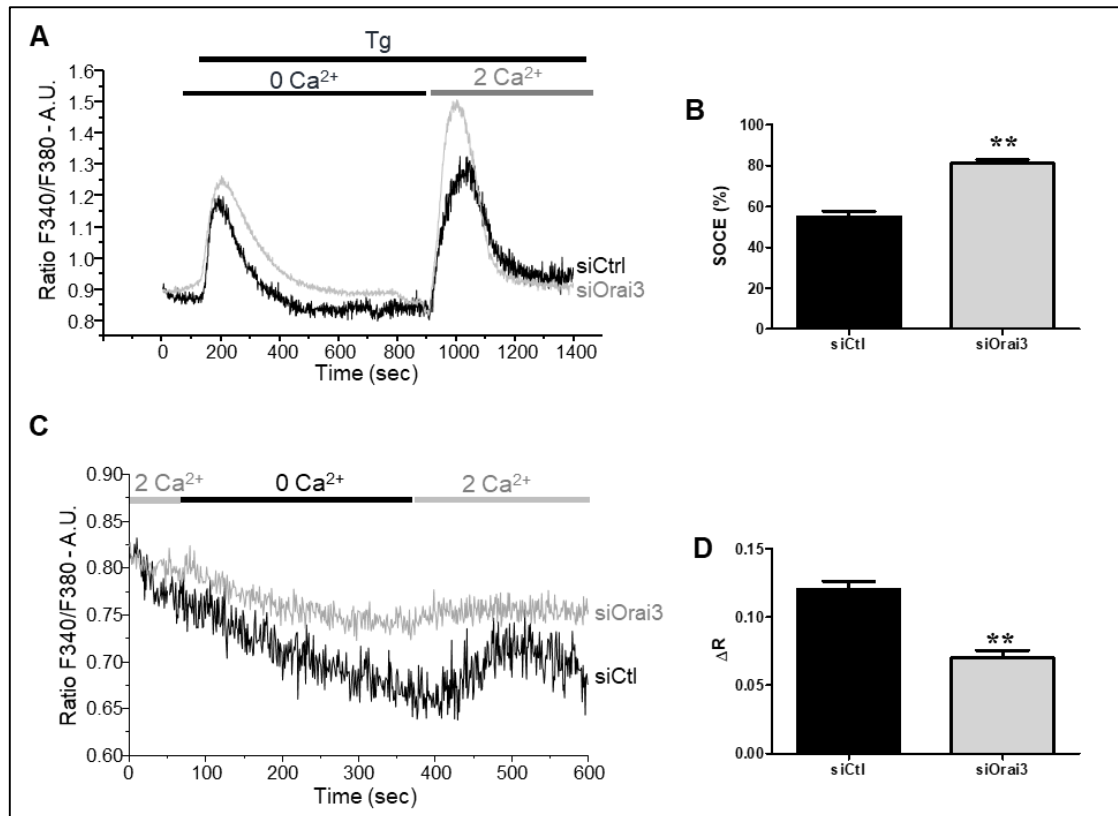 A
Tg
0 Ca²⁺
2 Ca²⁺
Ratio F340/F380 - A.U.
1.6
1.5
1.4
1.3
1.2
1.1
1.0
0.9
0.8
siCtrl
siOrai3
0 200 400 600 800 1000 1200 1400
Time (sec)
B
SOCE (%)
100
80
60
40
20
0
**
siCtl siOrai3
C
2 Ca²⁺ 0 Ca²⁺ 2 Ca²⁺
Ratio F340/F380 - A.U.
0.90
0.85
0.80
0.75
0.70
0.65
0.60
siOrai3
siCtl
0 100 200 300 400 500 600
Time (sec)
D
ΔR
0.15
0.10
0.05
0.00
**
siCtl siOrai3